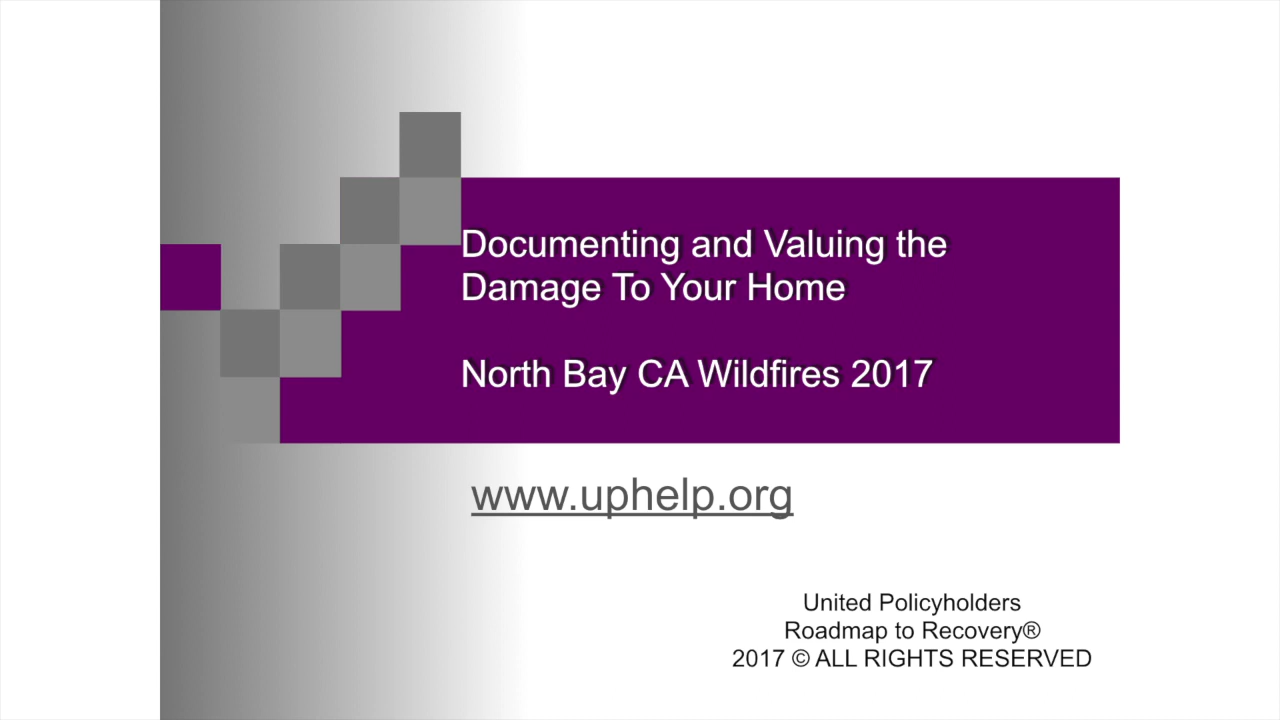 Documenting and Valuing the
Damage To Your Home
North Bay CA Wildfires 2017
www.uphelp.org
United Policyholders
Roadmap to Recovery®
2017 © ALL RIGHTS RESERVED